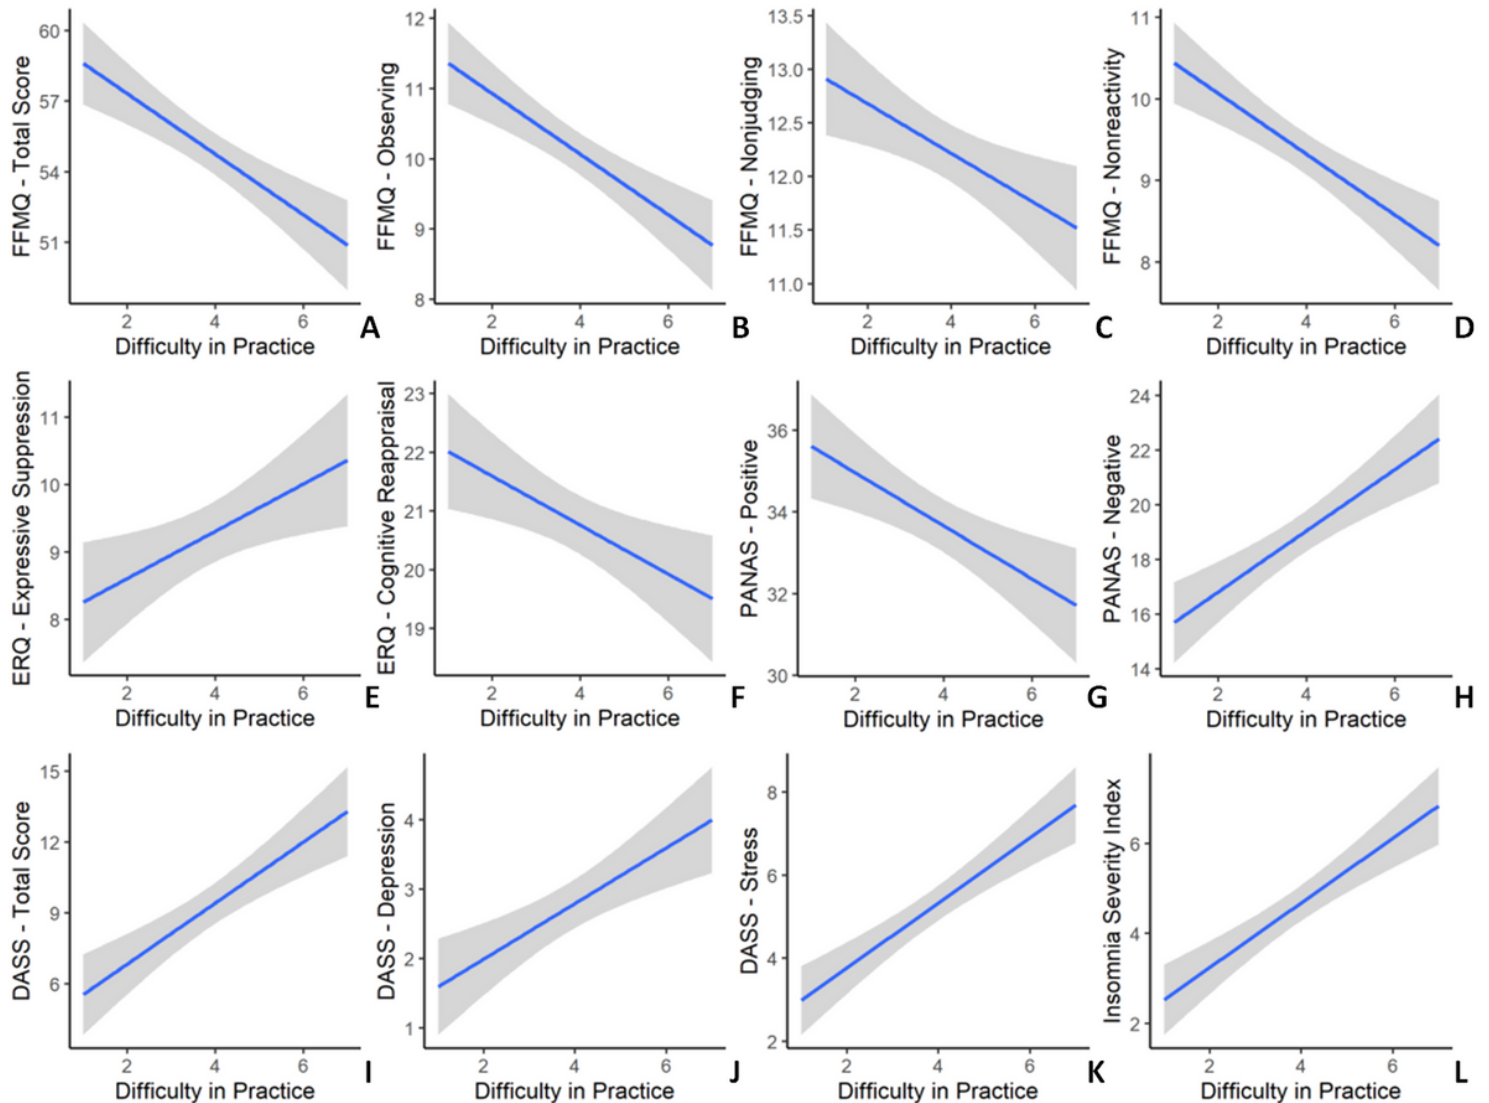 FFMQ - Total Score
60
57
54
51
2 4 6
Difficulty in Practice
A
FFMQ - Observing
12
11
10
9
8
2 4 6
Difficulty in Practice
B
FFMQ - Nonjudging
13.5
13.0
12.5
12.0
11.5
11.0
2 4 6
Difficulty in Practice
C
FFMQ - Nonreactivity
11
10
9
8
2 4 6
Difficulty in Practice
D
ERQ - Expressive Suppression
11
10
9
8
2 4 6
Difficulty in Practice
E
ERQ - Cognitive Reappraisal
23
22
21
20
19
2 4 6
Difficulty in Practice
F
PANAS - Positive
36
34
32
30
2 4 6
Difficulty in Practice
G
PANAS - Negative
24
22
20
18
16
14
2 4 6
Difficulty in Practice
H
DASS - Total Score
15
12
9
6
2 4 6
Difficulty in Practice
I
DASS - Depression
4
3
2
1
2 4 6
Difficulty in Practice
J
DASS - Stress
8
6
4
2
2 4 6
Difficulty in Practice
K
Insomnia Severity Index
6
4
2
2 4 6
Difficulty in Practice
L